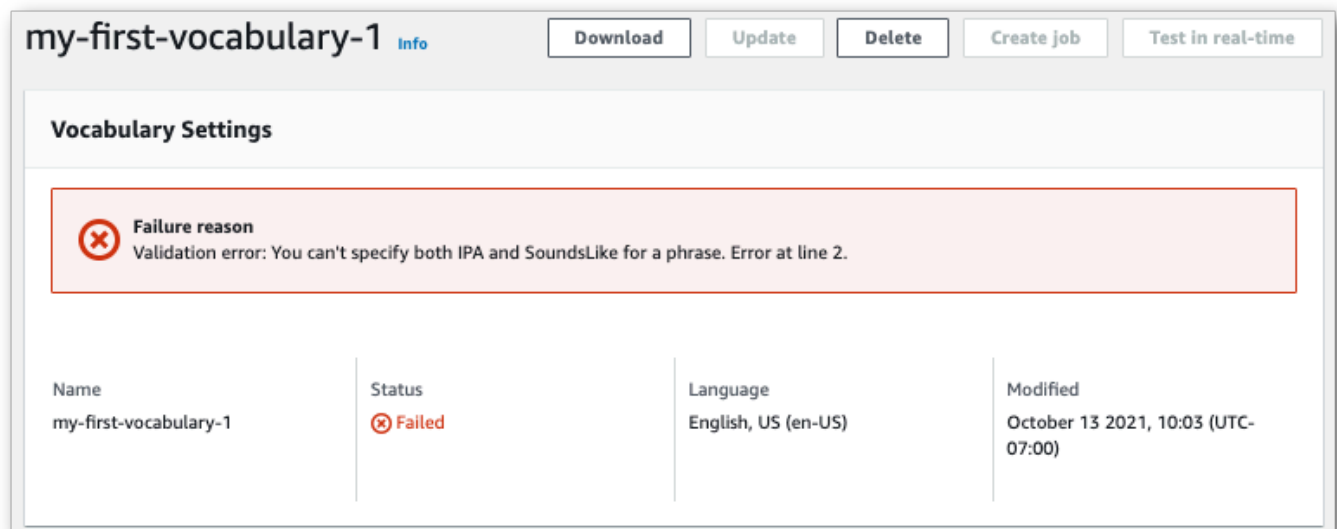 my-first-vocabulary-1 Info Download Update Delete Create job Test in real-time
Vocabulary Settings
Failure reason
Validation error: You can't specify both IPA and SoundsLike for a phrase. Error at line 2.
Name Status Language Modified
my-first-vocabulary-1 Failed English, US (en-US) October 13 2021, 10:03 (UTC-
07:00)